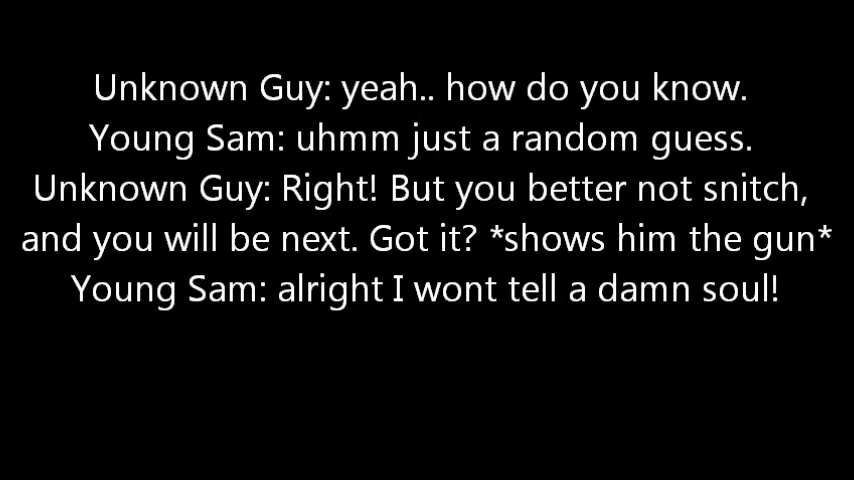 Unknown Guy: yeah.. how do you know.
Young Sam: uhmm just a random guess.
Unknown Guy: Right! But you better not snitch,
and you will be next. Got it? *shows him the gun*
Young Sam: alright I wont tell a damn soul!